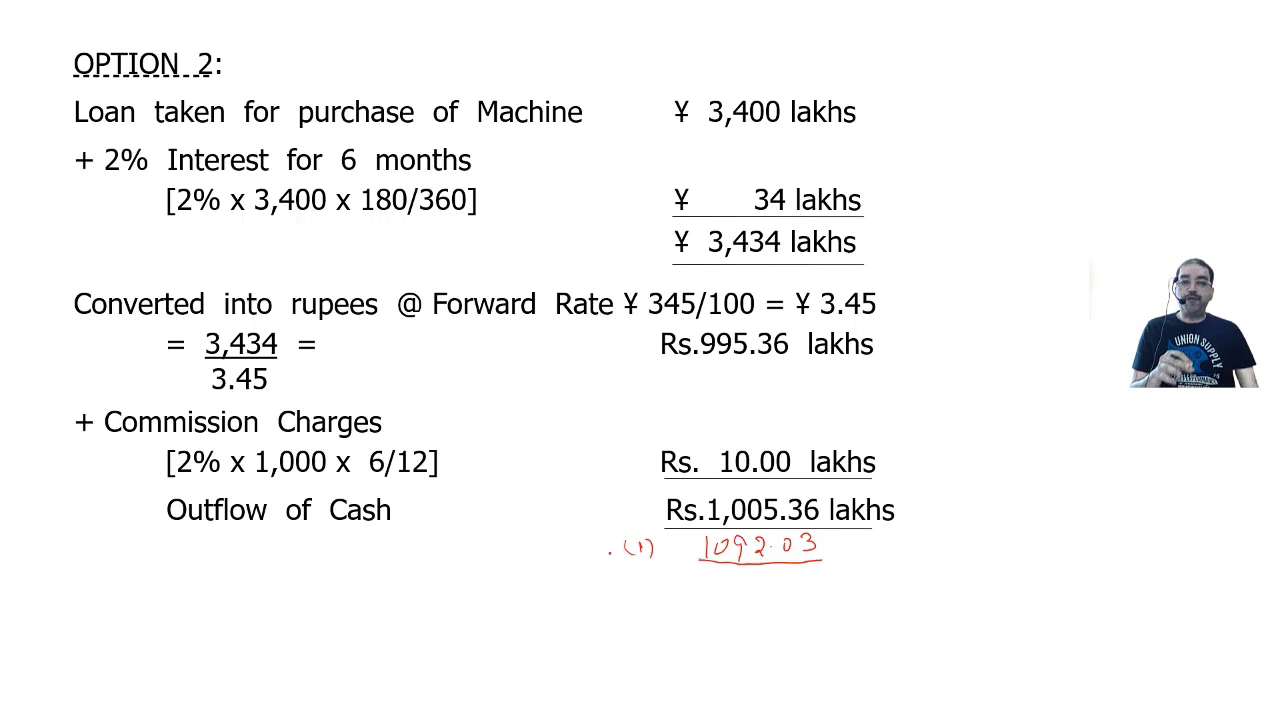 OPTION 2:
Loan taken for purchase of Machine ¥ 3,400 lakhs
+ 2% Interest for 6 months
[2% x 3,400 x 180/360] ¥ 34 lakhs
¥ 3,434 lakhs
Converted into rupees @ Forward Rate ¥ 345/100 = ¥ 3.45
= 3,434 = Rs.995.36 lakhs
3.45
+ Commission Charges
[2% x 1,000 x 6/12] Rs. 10.00 lakhs
Outflow of Cash Rs.1,005.36 lakhs
(1) 1092.03
UNION SUPPLY